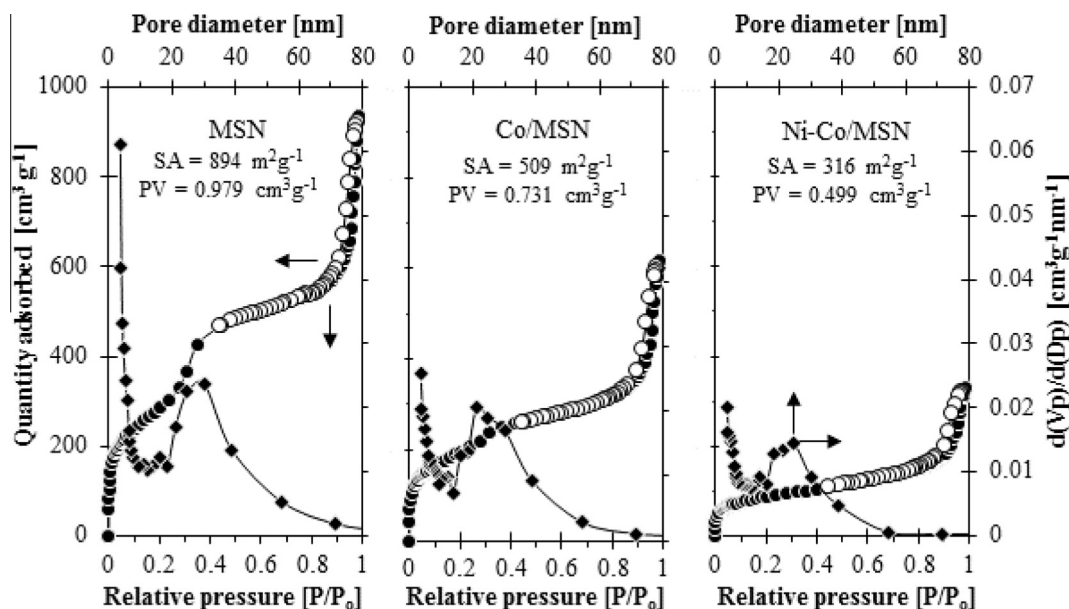 Pore diameter [nm] Pore diameter [nm] Pore diameter [nm]
0 20 40 60 80 0 20 40 60 80 0 20 40 60 80
1000
800
600
400
200
0
Quantity adsorbed [cm³ g⁻¹]
MSN
SA = 894 m²g⁻¹
PV = 0.979 cm³g⁻¹
Co/MSN
SA = 509 m²g⁻¹
PV = 0.731 cm³g⁻¹
Ni-Co/MSN
SA = 316 m²g⁻¹
PV = 0.499 cm³g⁻¹
0.07
0.06
0.05
0.04
0.03
0.02
0.01
0
d(Vp)/d(Dp) [cm³g⁻¹nm⁻¹]
0 0.2 0.4 0.6 0.8 1 0 0.2 0.4 0.6 0.8 1 0 0.2 0.4 0.6 0.8 1
Relative pressure [P/Pₒ] Relative pressure [P/Pₒ] Relative pressure [P/Pₒ]